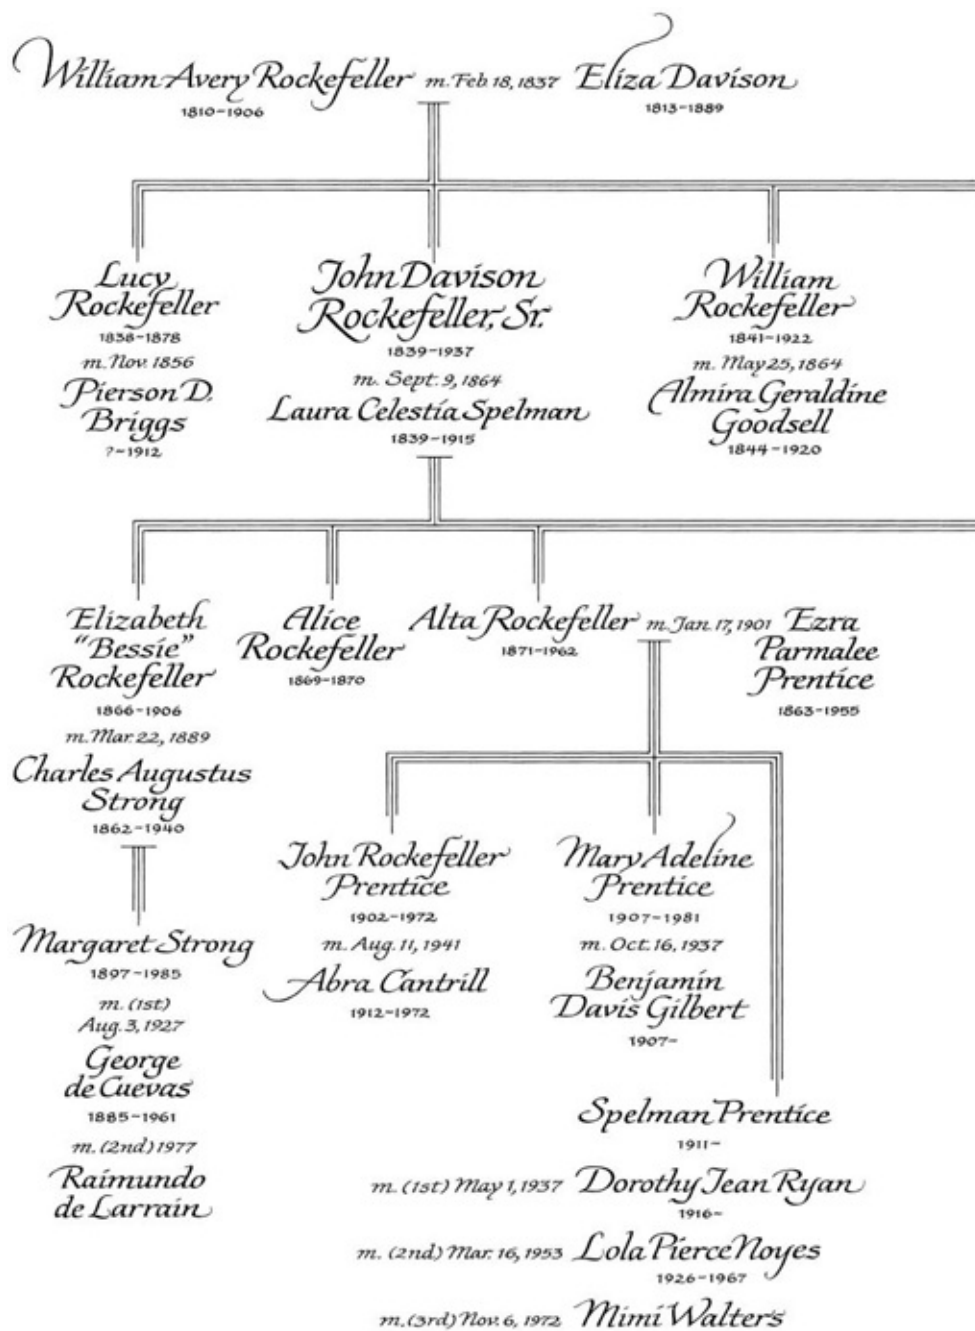 William Avery Rockefeller m. Feb. 18, 1837 Eliza Davison
1810~1906 1813~1889
Lucy
Rockefeller
1838~1878
m. Nov. 1856
Pierson D.
Briggs
?~1912
John Davison
Rockefeller, Sr.
1839~1937
m. Sept. 9, 1864
Laura Celestia Spelman
1839~1915
William
Rockefeller
1841~1922
m. May 25, 1864
Almira Geraldine
Goodsell
1844~1920
Elizabeth
"Bessie"
Rockefeller
1866~1906
m. Mar. 22, 1889
Charles Augustus
Strong
1862~1940
Alice
Rockefeller
1869~1870
Alta Rockefeller m. Jan. 17, 1901 Ezra
1871~1962 Parmalee
Prentice
1863~1955
Margaret Strong
1897~1985
m. (1st)
Aug. 3, 1927
George
de Cuevas
1885~1961
m. (2nd) 1977
Raimundo
de Larrain
John Rockefeller
Prentice
1902~1972
m. Aug. 11, 1941
Abra Cantrill
1912~1972
Mary Adeline
Prentice
1907~1981
m. Oct. 16, 1937
Benjamin
Davis Gilbert
1907~
Spelman Prentice
1911~
m. (1st) May 1, 1937 Dorothy Jean Ryan
1916~
m. (2nd) Mar. 16, 1953 Lola Pierce Noyes
1926~1967
m. (3rd) Nov. 6, 1972 Mimi Walters